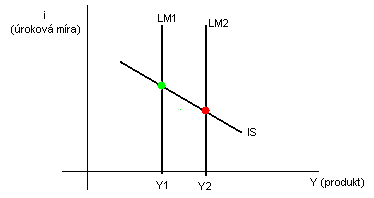 i
(úroková míra)
LM1
LM2
IS
Y1
Y2
Y (produkt)